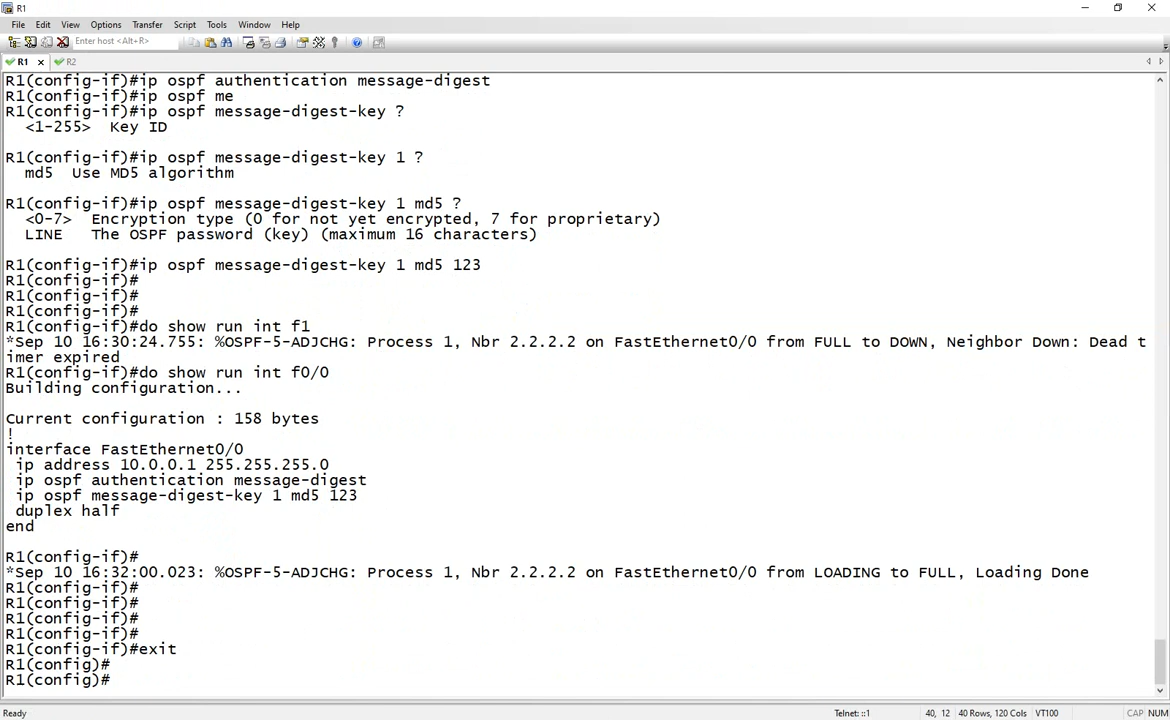 R1
File Edit View Options Transfer Script Tools Window Help
Enter host <Alt+R>
R1 R2
R1(config-if)#ip ospf authentication message-digest
R1(config-if)#ip ospf me
R1(config-if)#ip ospf message-digest-key ?
<1-255> Key ID
R1(config-if)#ip ospf message-digest-key 1 ?
md5 Use MD5 algorithm
R1(config-if)#ip ospf message-digest-key 1 md5 ?
<0-7> Encryption type (0 for not yet encrypted, 7 for proprietary)
LINE The OSPF password (key) (maximum 16 characters)
R1(config-if)#ip ospf message-digest-key 1 md5 123
R1(config-if)#
R1(config-if)#
R1(config-if)#
R1(config-if)#do show run int f1
*Sep 10 16:30:24.755: %OSPF-5-ADJCHG: Process 1, Nbr 2.2.2.2 on FastEthernet0/0 from FULL to DOWN, Neighbor Down: Dead t
imer expired
R1(config-if)#do show run int f0/0
Building configuration...
Current configuration : 158 bytes
!
interface FastEthernet0/0
ip address 10.0.0.1 255.255.255.0
ip ospf authentication message-digest
ip ospf message-digest-key 1 md5 123
duplex half
end
R1(config-if)#
*Sep 10 16:32:00.023: %OSPF-5-ADJCHG: Process 1, Nbr 2.2.2.2 on FastEthernet0/0 from LOADING to FULL, Loading Done
R1(config-if)#
R1(config-if)#
R1(config-if)#
R1(config-if)#
R1(config-if)#exit
R1(config)#
R1(config)#
Ready Telnet: ::1 40, 12 40 Rows, 120 Cols VT100 CAP NUM